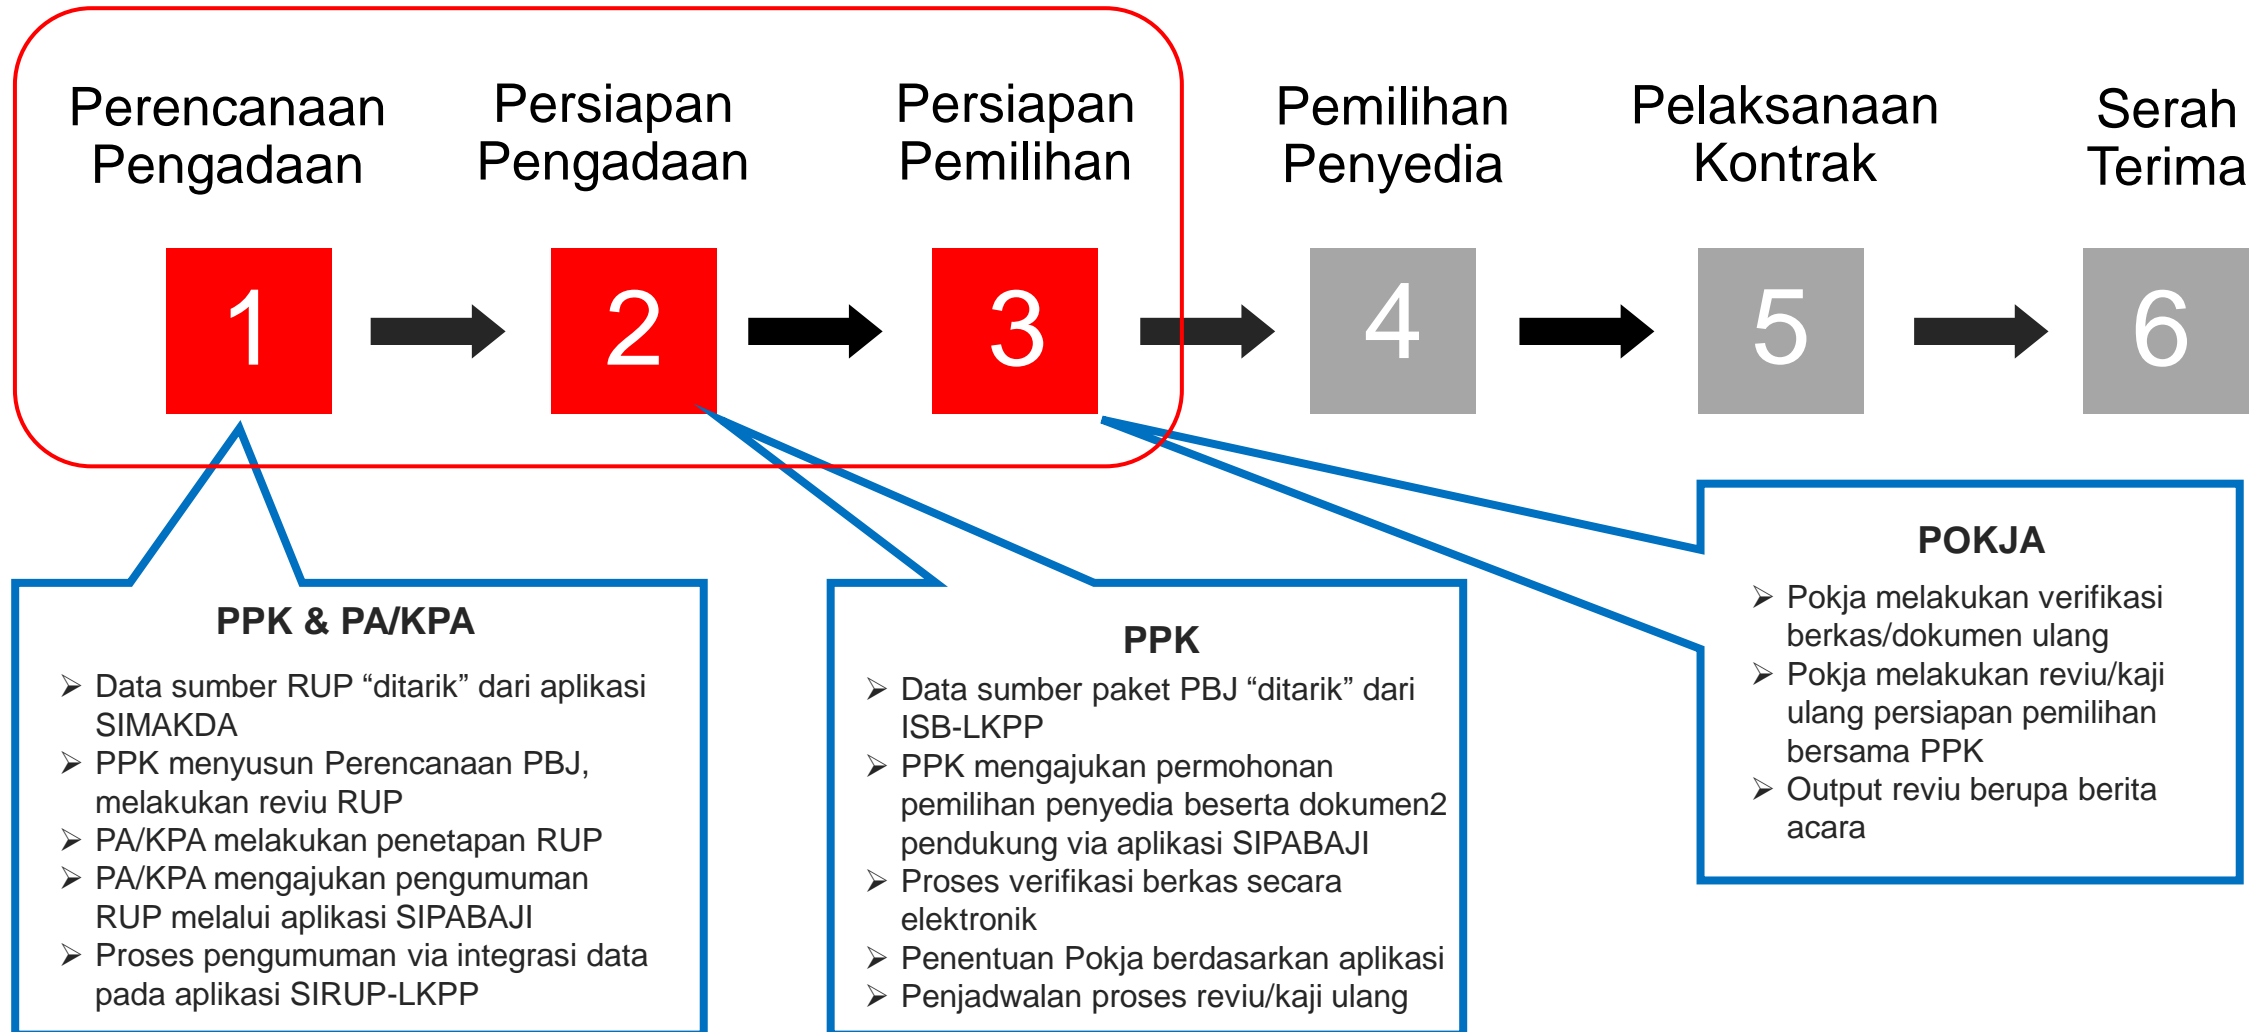 Perencanaan
Pengadaan
Persiapan
Pengadaan
Persiapan
Pemilihan
Pemilihan
Penyedia
Pelaksanaan
Kontrak
Serah
Terima
1
2
3
4
5
6
PPK & PA/KPA
➢ Data sumber RUP “ditarik” dari aplikasi
SIMAKDA
➢ PPK menyusun Perencanaan PBJ,
melakukan reviu RUP
➢ PA/KPA melakukan penetapan RUP
➢ PA/KPA mengajukan pengumuman
RUP melalui aplikasi SIPABAJI
➢ Proses pengumuman via integrasi data
pada aplikasi SIRUP-LKPP
PPK
➢ Data sumber paket PBJ “ditarik” dari
ISB-LKPP
➢ PPK mengajukan permohonan
pemilihan penyedia beserta dokumen2
pendukung via aplikasi SIPABAJI
➢ Proses verifikasi berkas secara
elektronik
➢ Penentuan Pokja berdasarkan aplikasi
➢ Penjadwalan proses reviu/kaji ulang
POKJA
➢ Pokja melakukan verifikasi
berkas/dokumen ulang
➢ Pokja melakukan reviu/kaji
ulang persiapan pemilihan
bersama PPK
➢ Output reviu berupa berita
acara